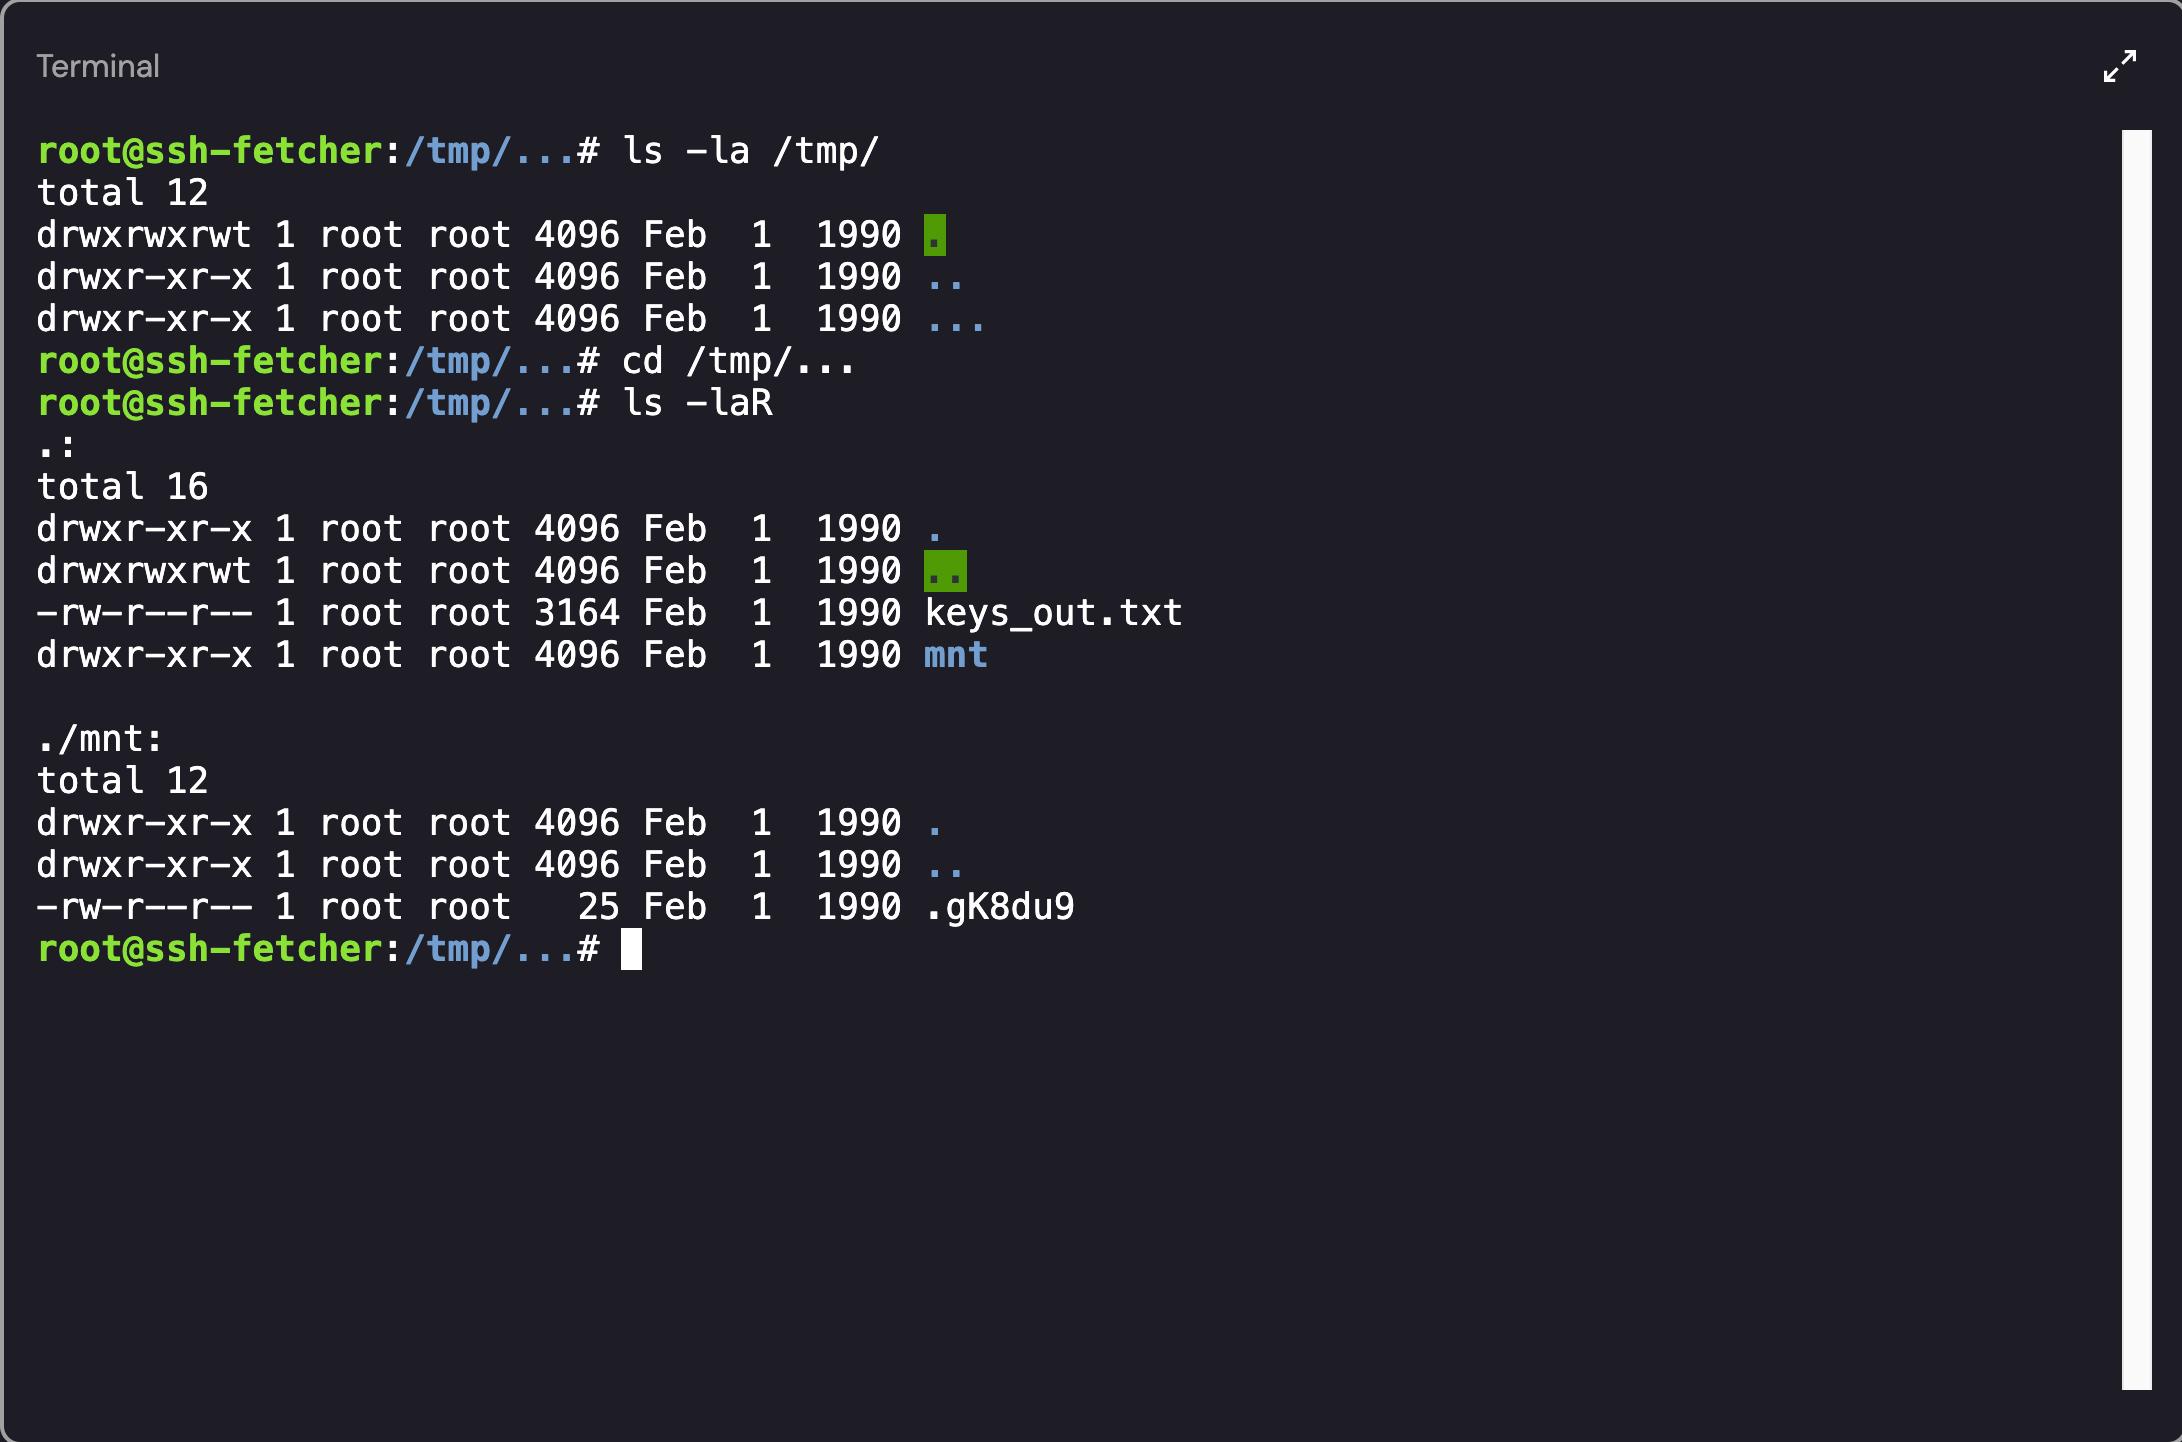 Terminal
root@ssh-fetcher:/tmp/...# ls -la /tmp/
total 12
drwxrwxrwt 1 root root 4096 Feb  1  1990 .
drwxr-xr-x 1 root root 4096 Feb  1  1990 ..
drwxr-xr-x 1 root root 4096 Feb  1  1990 ...
root@ssh-fetcher:/tmp/...# cd /tmp/...
root@ssh-fetcher:/tmp/...# ls -laR
.:
total 16
drwxr-xr-x 1 root root 4096 Feb  1  1990 .
drwxrwxrwt 1 root root 4096 Feb  1  1990 ..
-rw-r--r-- 1 root root 3164 Feb  1  1990 keys_out.txt
drwxr-xr-x 1 root root 4096 Feb  1  1990 mnt

./mnt:
total 12
drwxr-xr-x 1 root root 4096 Feb  1  1990 .
drwxr-xr-x 1 root root 4096 Feb  1  1990 ..
-rw-r--r-- 1 root root   25 Feb  1  1990 .gK8du9
root@ssh-fetcher:/tmp/...#